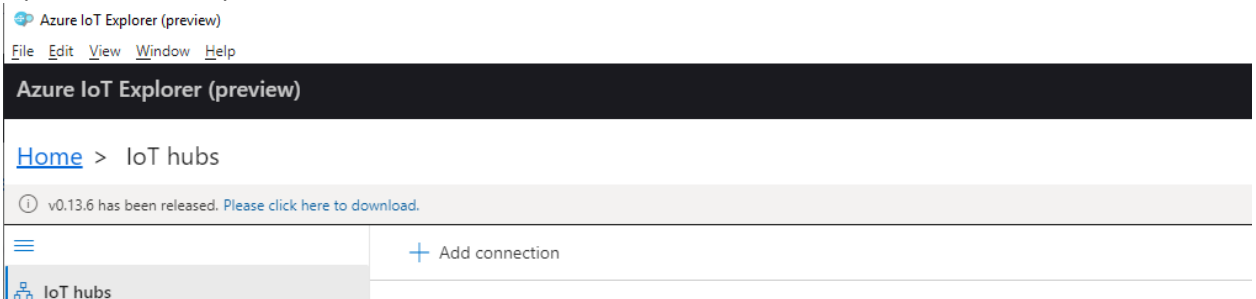 Azure IoT Explorer (preview)
File Edit View Window Help
Azure IoT Explorer (preview)
Home > IoT hubs
v0.13.6 has been released. Please click here to download.
Add connection
IoT hubs